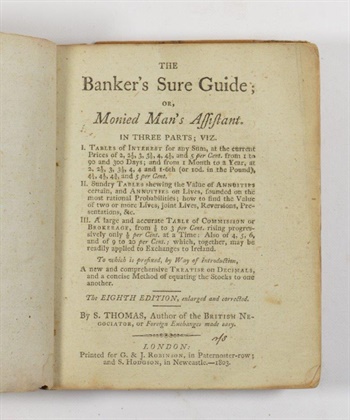 THE
Banker's Sure Guide;
OR,
Monied Man's Aſſiſtant.
IN THREE PARTS; VIZ.
I. TABLES of INTEREST for any Sum, at the current
Prices of 2, 2½, 3, 3½, 4, 4½, and 5 per Cent. from 1 to
90 and 300 Days; and from 1 Month to a Year, at
2, 2½, 3, 3½, 4, 4 and 1-6th (or 10d. in the Pound),
4¼, 4½, 4¾, and 5 per Cent.
II. Sundry TABLES shewing the Value of ANNUITIES
certain, and ANNUITIES on LIVES, founded on the
most rational Probabilities; how to find the Value
of two or more Lives, Joint Lives, Reversions, Pre-
sentations, &c.
III. A large and accurate TABLE of COMMISSION or
BROKERAGE, from ⅛ to 3 per Cent. rising progres-
sively only ⅛ per Cent. at a Time: Also of 4, 5, 6,
and of 9 to 20 per Cent.: which, together, may be
readily applied to Exchanges to Ireland.
To which is prefixed, by Way of Introduction,
A new and comprehensive TREATISE ON DECIMALS,
and a concise Method of equating the Stocks to one
another.
The EIGHTH EDITION, enlarged and corrected.
By S. THOMAS, Author of the BRITISH NE-
GOCIATOR, or Foreign Exchanges made easy.
LONDON:
Printed for G. & J. ROBINSON, in Paternoster-row;
and S. HODGSON, in Newcastle.—1803.